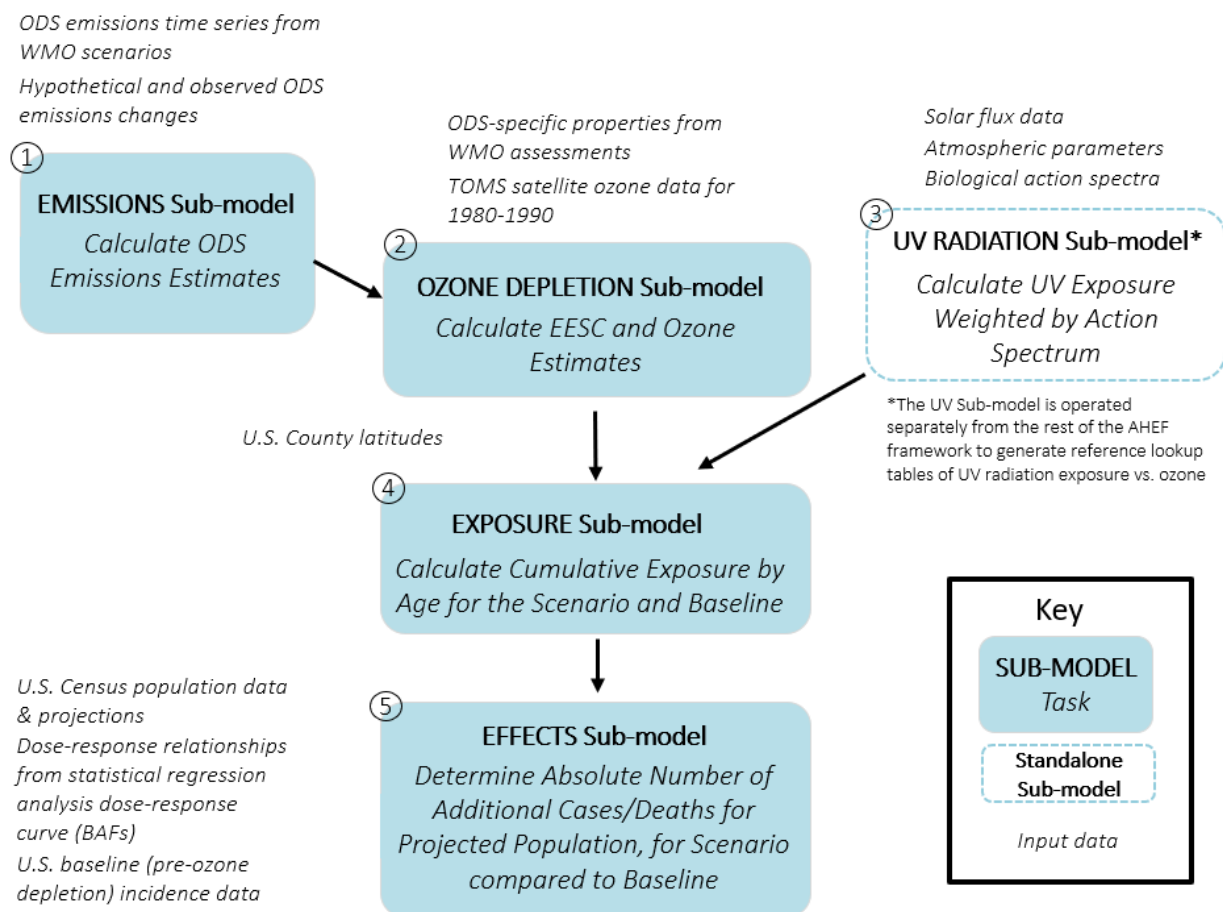 ODS emissions time series from
WMO scenarios
Hypothetical and observed ODS
emissions changes
1
EMISSIONS Sub-model
Calculate ODS
Emissions Estimates
ODS-specific properties from
WMO assessments
TOMS satellite ozone data for
1980-1990
2
OZONE DEPLETION Sub-model
Calculate EESC and Ozone
Estimates
Solar flux data
Atmospheric parameters
Biological action spectra
3
UV RADIATION Sub-model*
Calculate UV Exposure
Weighted by Action
Spectrum
*The UV Sub-model is operated
separately from the rest of the AHEF
framework to generate reference lookup
tables of UV radiation exposure vs. ozone
U.S. County latitudes
4
EXPOSURE Sub-model
Calculate Cumulative Exposure by
Age for the Scenario and Baseline
U.S. Census population data
& projections
Dose-response relationships
from statistical regression
analysis dose-response
curve (BAFs)
U.S. baseline (pre-ozone
depletion) incidence data
5
EFFECTS Sub-model
Determine Absolute Number of
Additional Cases/Deaths for
Projected Population, for Scenario
compared to Baseline
Key
SUB-MODEL
Task
Standalone
Sub-model
Input data